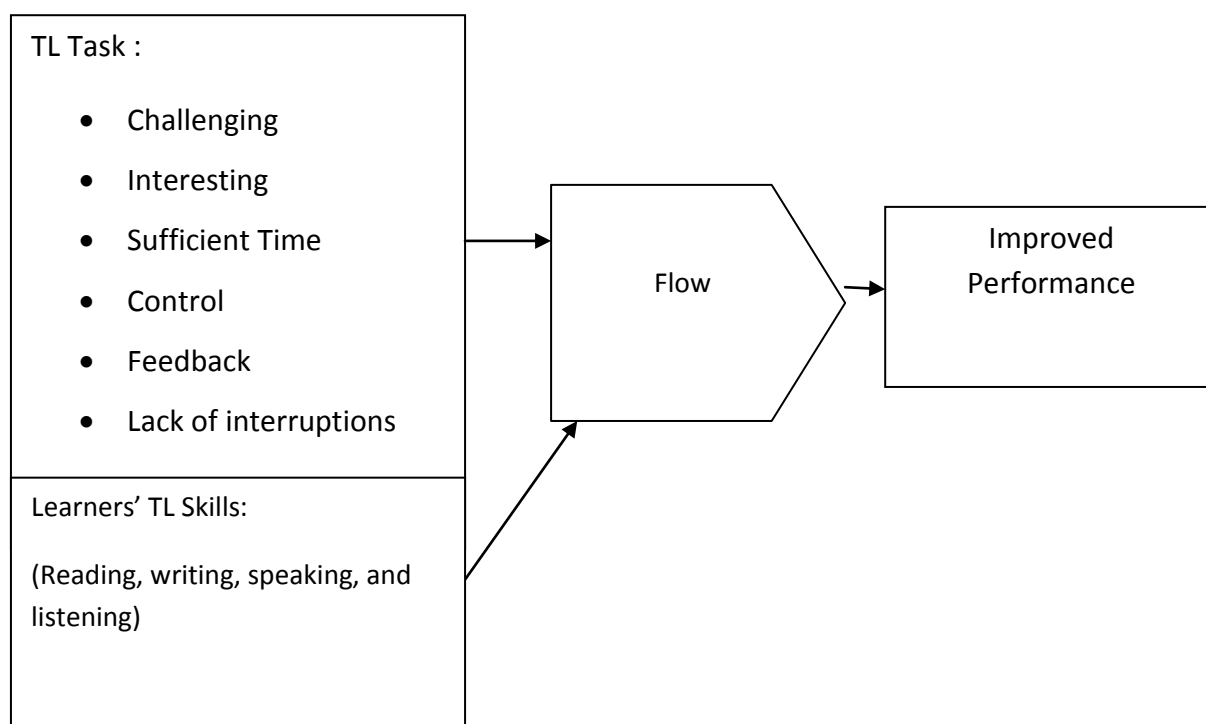 TL Task :
• Challenging
• Interesting
• Sufficient Time
• Control
• Feedback
• Lack of interruptions
Learners’ TL Skills:
(Reading, writing, speaking, and
listening)
Flow
Improved
Performance